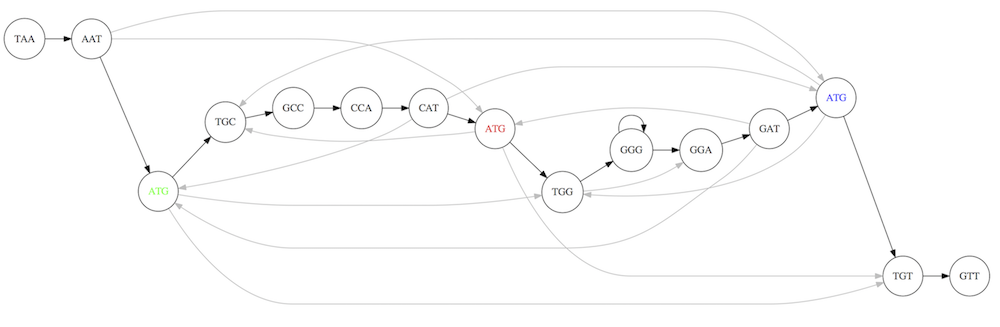 TAA
AAT
ATG
TGC
GCC
CCA
CAT
ATG
TGG
GGG
GGA
GAT
ATG
TGT
GTT